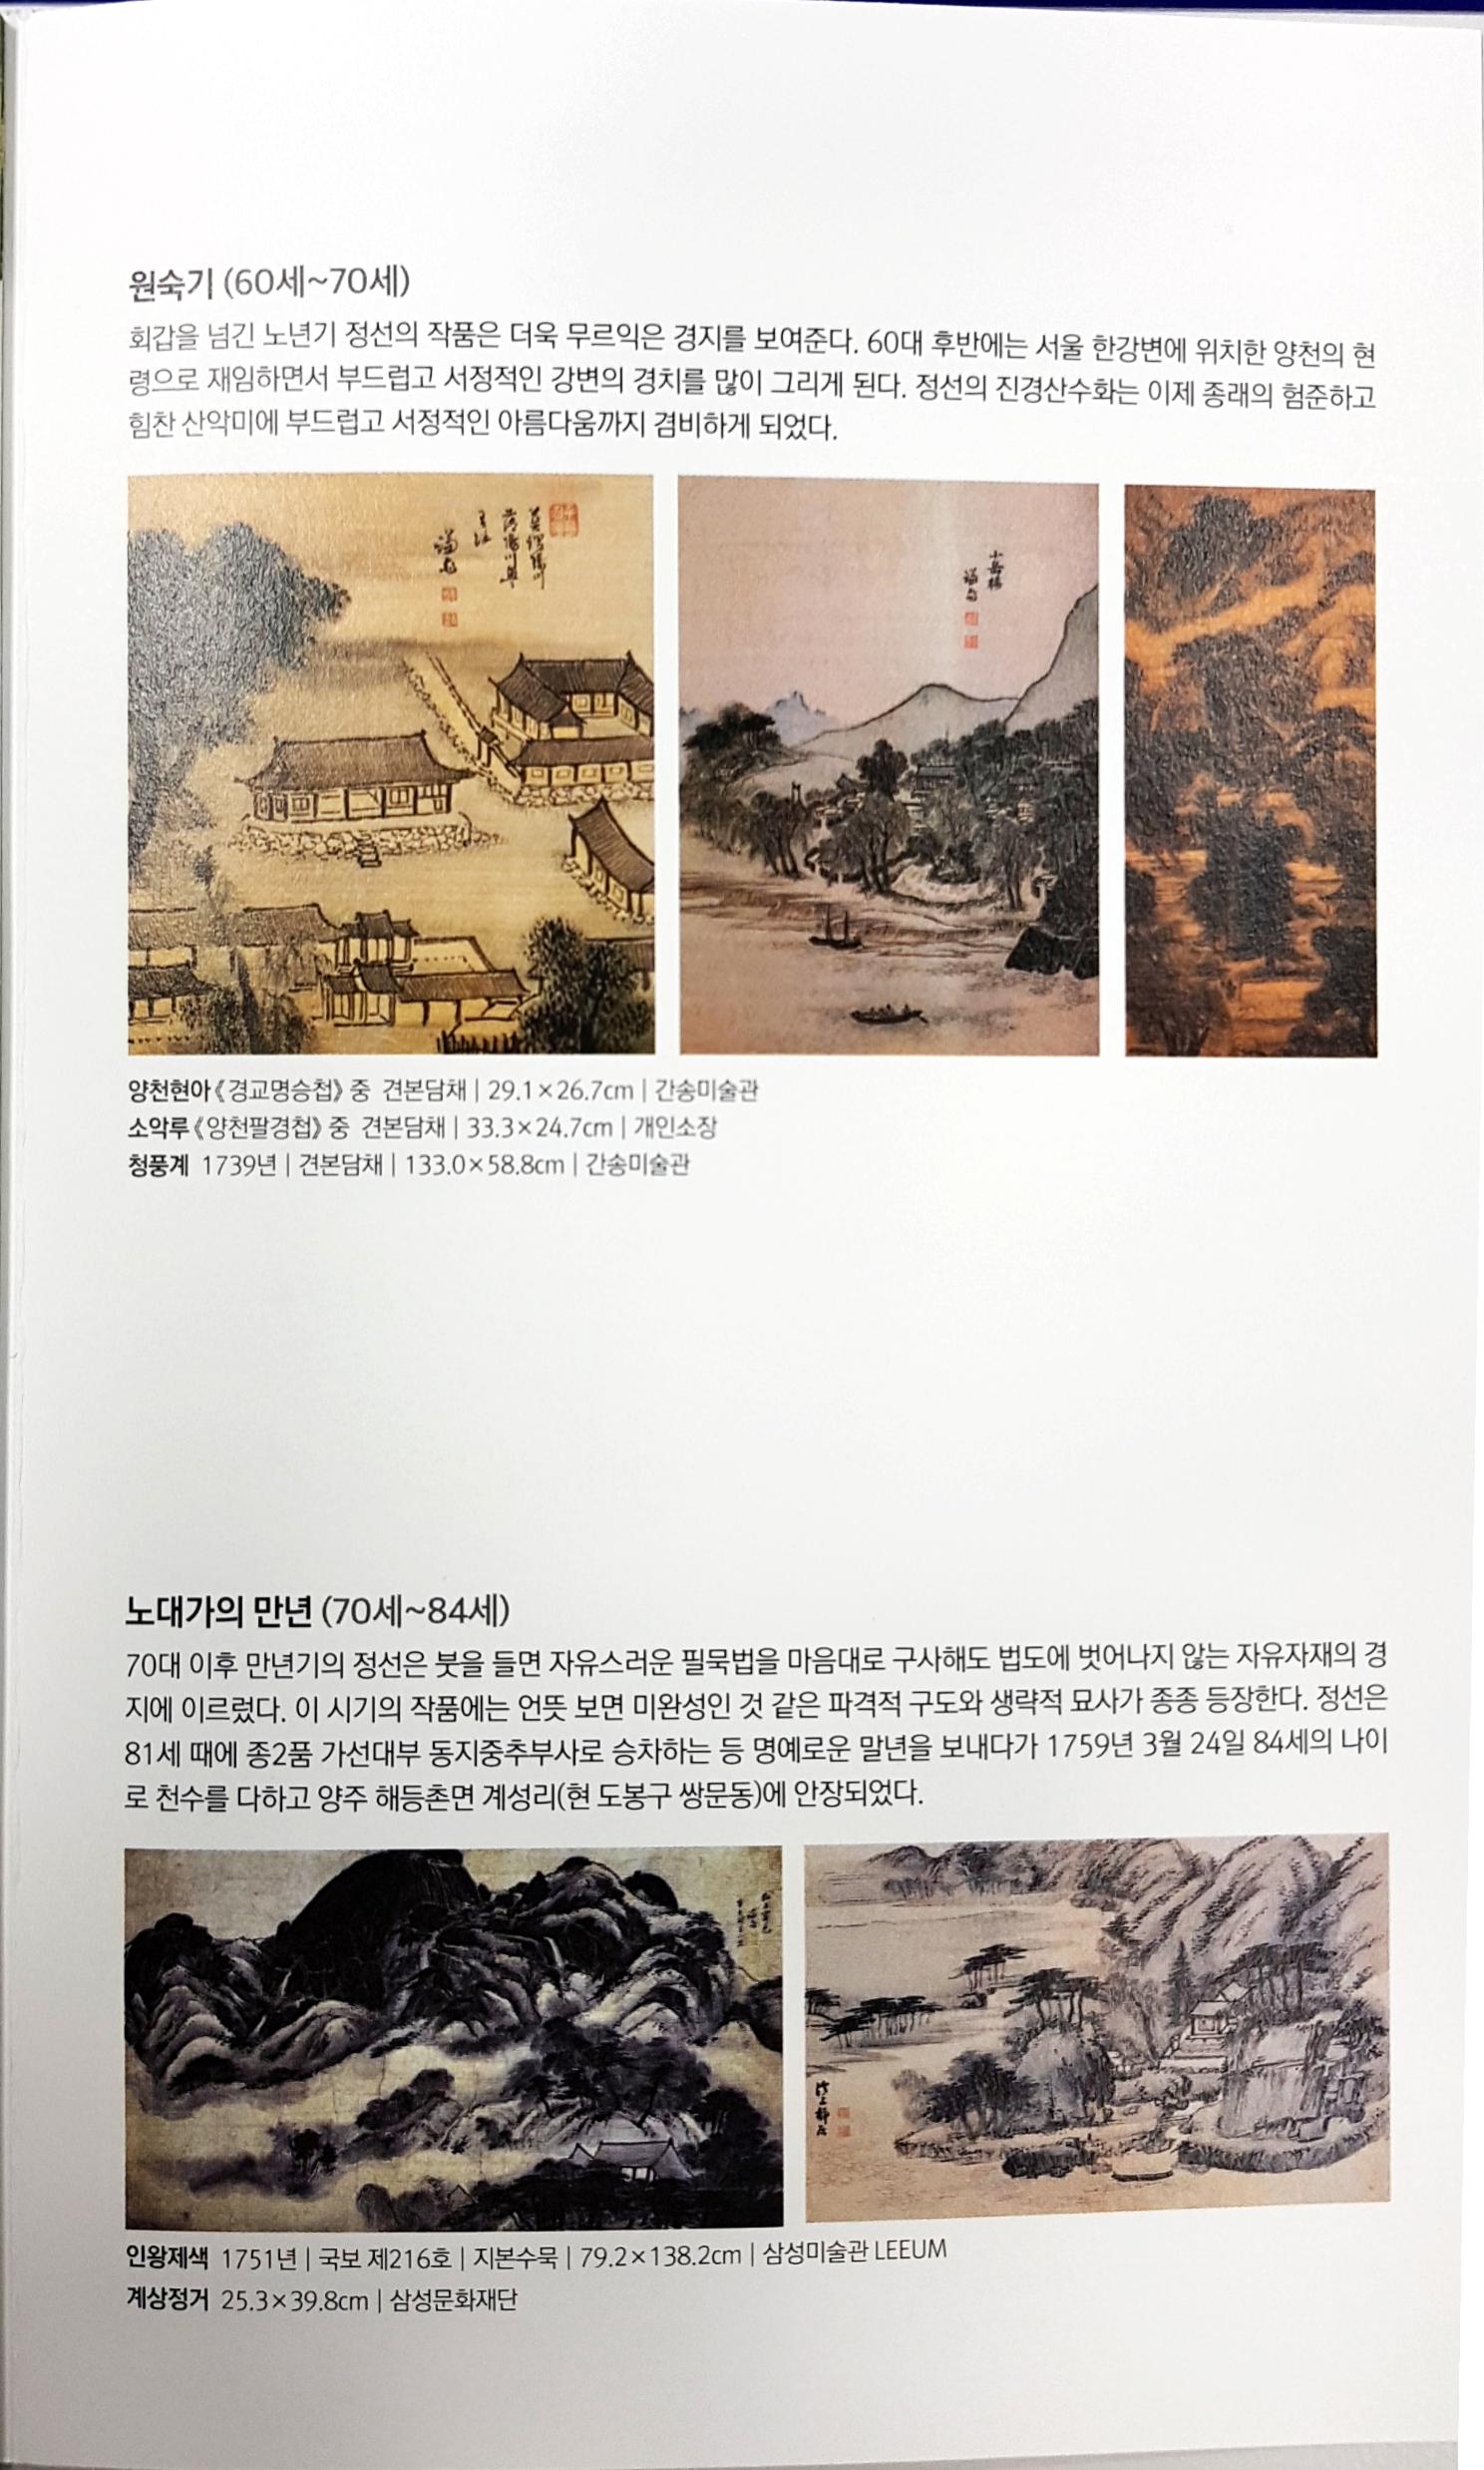 원숙기 (60세~70세)
회갑을 넘긴 노년기 정선의 작품은 더욱 무르익은 경지를 보여준다. 60대 후반에는 서울 한강변에 위치한 양천의 현
령으로 재임하면서 부드럽고 서정적인 강변의 경치를 많이 그리게 된다. 정선의 진경산수화는 이제 종래의 험준하고
힘찬 산악미에 부드럽고 서정적인 아름다움까지 겸비하게 되었다.
小岳樓
양천현아《경교명승첩》 중 견본담채 | 29.1×26.7cm | 간송미술관
소악루《양천팔경첩》 중 견본담채 | 33.3×24.7cm | 개인소장
청풍계 1739년 | 견본담채 | 133.0×58.8cm | 간송미술관
노대가의 만년 (70세~84세)
70대 이후 만년기의 정선은 붓을 들면 자유스러운 필묵법을 마음대로 구사해도 법도에 벗어나지 않는 자유자재의 경
지에 이르렀다. 이 시기의 작품에는 언뜻 보면 미완성인 것 같은 파격적 구도와 생략적 묘사가 종종 등장한다. 정선은
81세 때에 종2품 가선대부 동지중추부사로 승차하는 등 명예로운 말년을 보내다가 1759년 3월 24일 84세의 나이
로 천수를 다하고 양주 해등촌면 계성리(현 도봉구 쌍문동)에 안장되었다.
인왕제색 1751년 | 국보 제216호 | 지본수묵 | 79.2×138.2cm | 삼성미술관 LEEUM
계상정거 25.3×39.8cm | 삼성문화재단